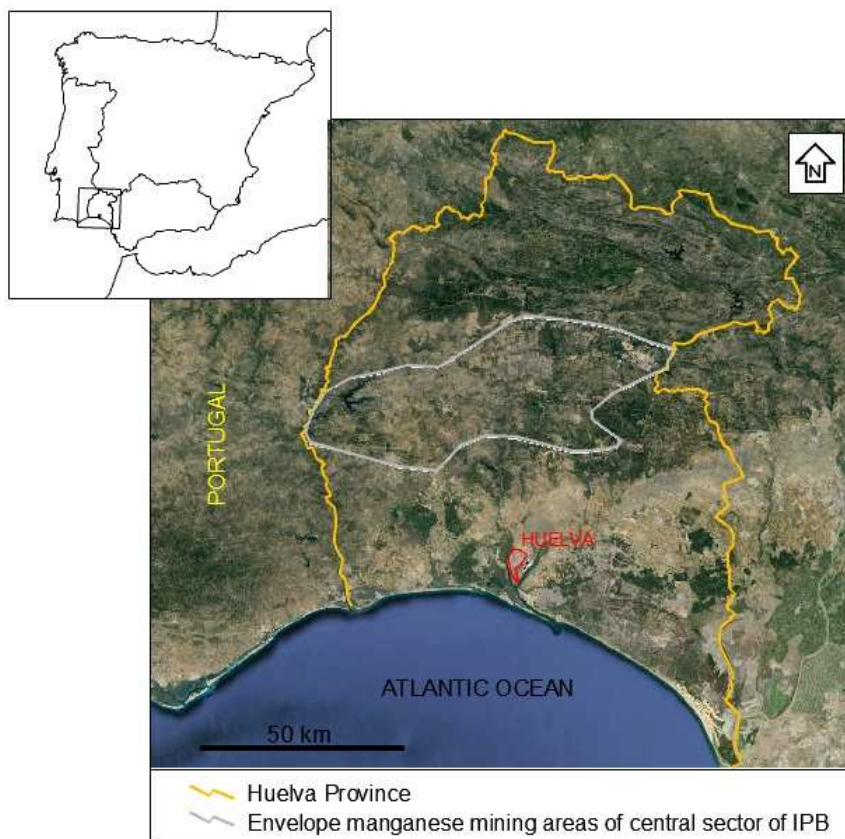 N
PORTUGAL
HUELVA
ATLANTIC OCEAN
50 km
Huelva Province
Envelope manganese mining areas of central sector of IPB